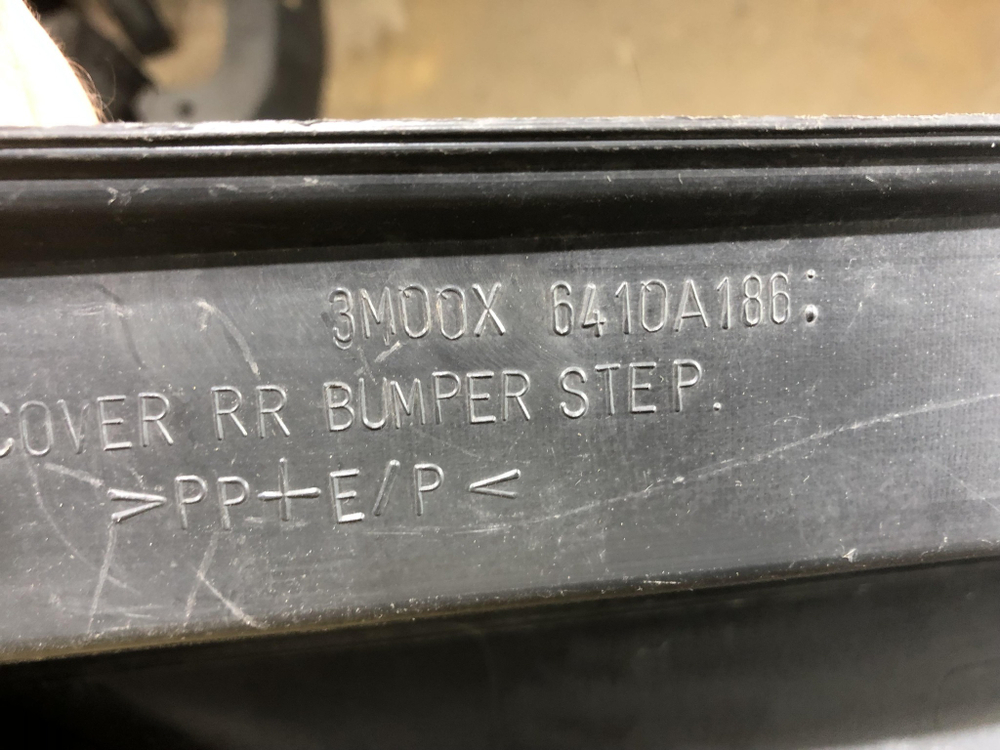 3M00X 6410A186:
COVER RR BUMPER STEP.
>PP+E/P<